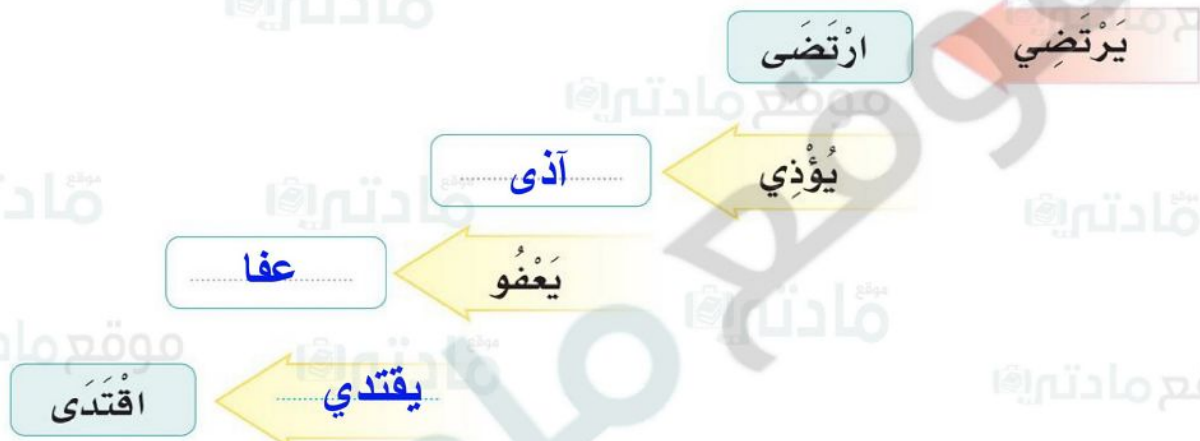 يَرْتَضِي ارْتَضَى
يُؤْذِي آذى
يَعْفُو عفا
يقتدي اقْتَدَى